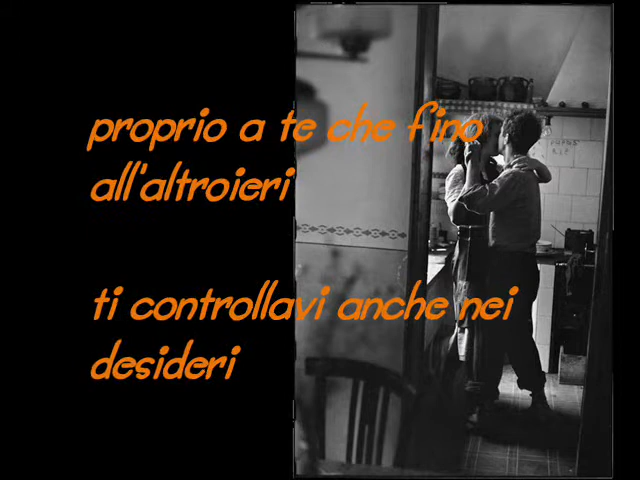 proprio a te che fino
all'altroieri
ti controllavi anche nei
desideri